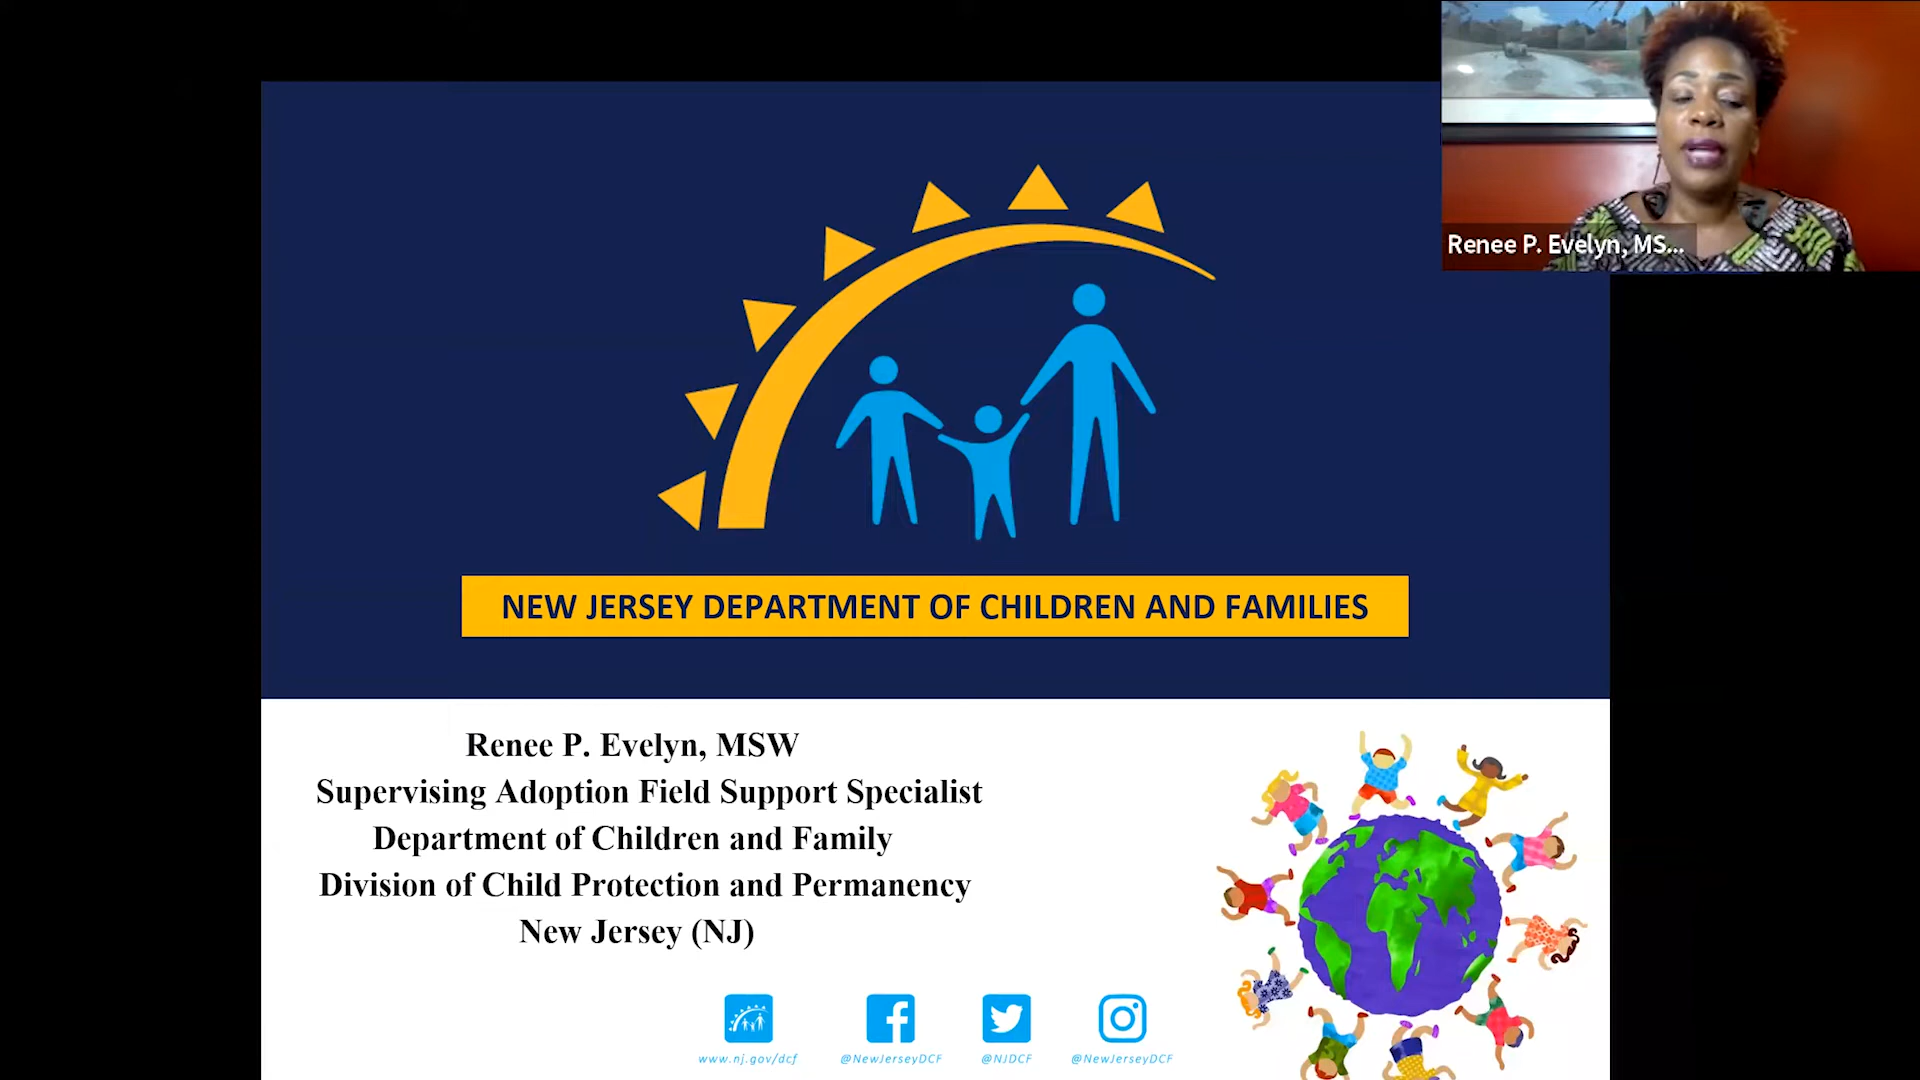 Renee P. Evelyn, MS...
NEW JERSEY DEPARTMENT OF CHILDREN AND FAMILIES
Renee P. Evelyn, MSW
Supervising Adoption Field Support Specialist
Department of Children and Family
Division of Child Protection and Permanency
New Jersey (NJ)
www.nj.gov/dcf
@NewJerseyDCF
@NJDCF
@NewJerseyDCF